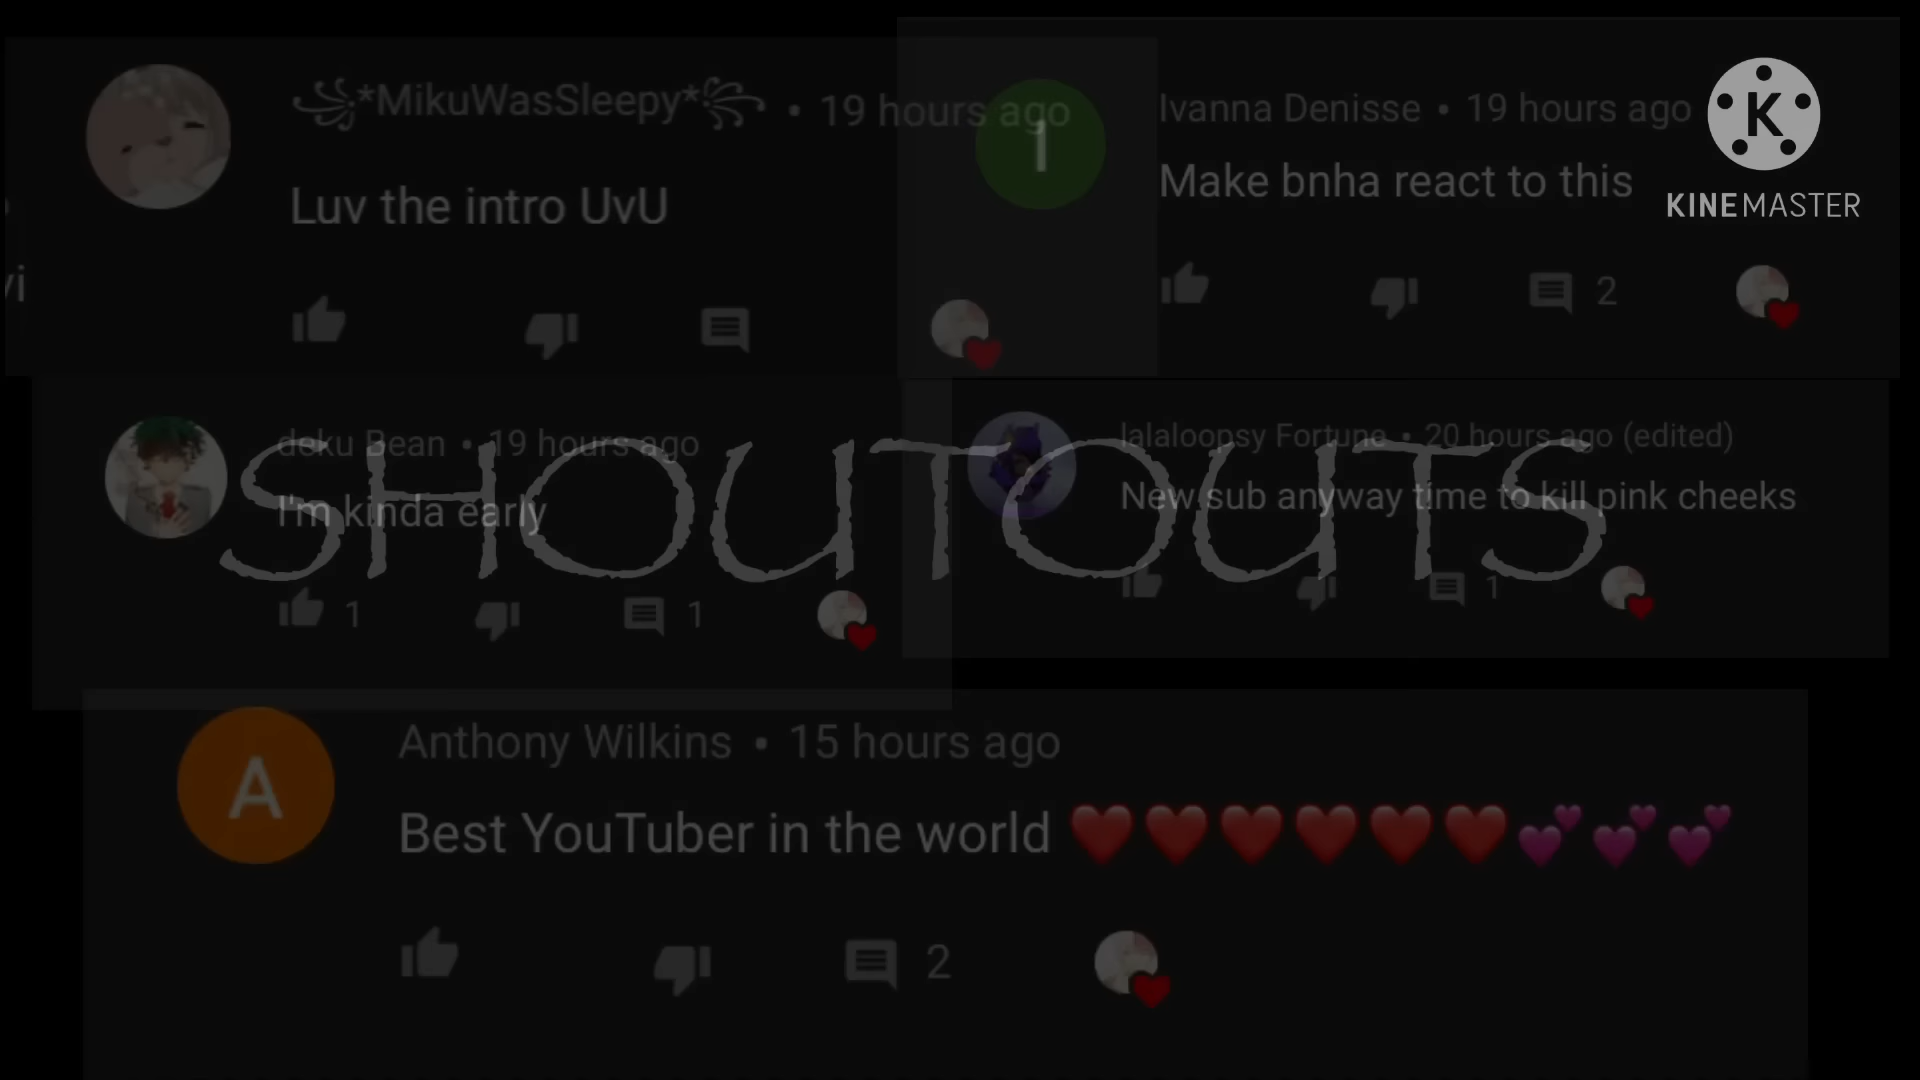 ꧁*MikuWasSleepy*꧂ • 19 hours ago
Luv the intro UvU
I
Ivanna Denisse • 19 hours ago
Make bnha react to this
2
K
KINEMASTER
vi
deku Bean • 19 hours ago
I'm kinda early
1 1
lalaloopsy Fortune • 20 hours ago (edited)
New sub anyway time to kill pink cheeks
1
SHOUTOUTS.
A
Anthony Wilkins • 15 hours ago
Best YouTuber in the world ❤️❤️❤️❤️❤️❤️💕💕💕
2